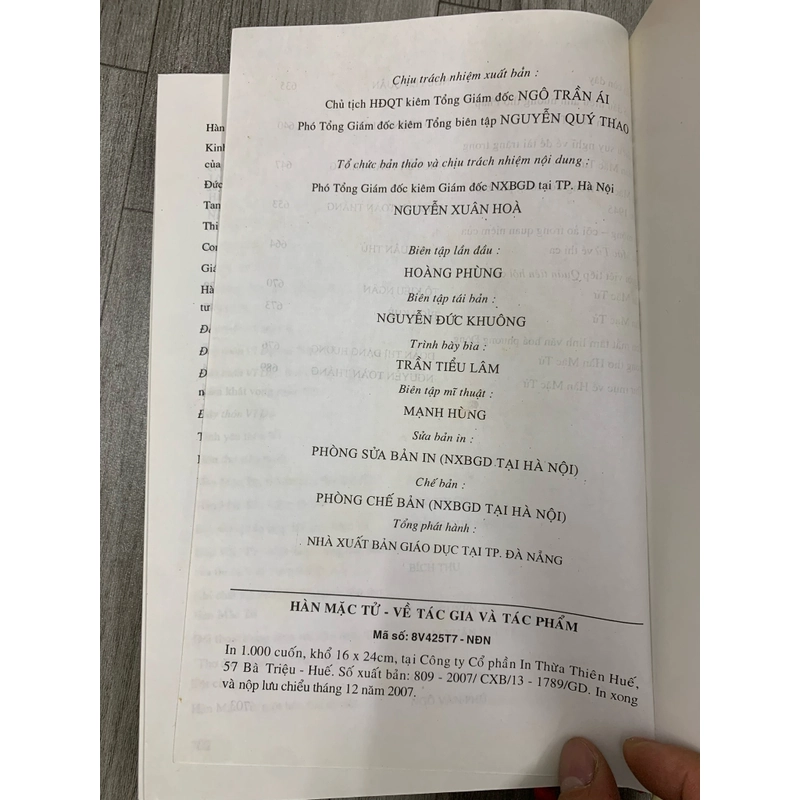 Chịu trách nhiệm xuất bản :
Chủ tịch HĐQT kiêm Tổng Giám đốc NGÔ TRẦN ÁI
Phó Tổng Giám đốc kiêm Tổng biên tập NGUYỄN QUÝ THAO
Tổ chức bản thảo và chịu trách nhiệm nội dung :
Phó Tổng Giám đốc kiêm Giám đốc NXBGD tại TP. Hà Nội
NGUYỄN XUÂN HOÀ
Biên tập lần đầu :
HOÀNG PHÙNG
Biên tập tái bản :
NGUYỄN ĐỨC KHUÔNG
Trình bày bìa :
TRẦN TIỂU LÂM
Biên tập mĩ thuật :
MẠNH HÙNG
Sửa bản in :
PHÒNG SỬA BẢN IN (NXBGD TẠI HÀ NỘI)
Chế bản :
PHÒNG CHẾ BẢN (NXBGD TẠI HÀ NỘI)
Tổng phát hành :
NHÀ XUẤT BẢN GIÁO DỤC TẠI TP. ĐÀ NẴNG
HÀN MẶC TỬ - VỀ TÁC GIA VÀ TÁC PHẨM
Mã số: 8V425T7 - NĐN
In 1.000 cuốn, khổ 16 x 24cm, tại Công ty Cổ phần In Thừa Thiên Huế,
57 Bà Triệu - Huế. Số xuất bản: 809 - 2007/ CXB/13 - 1789/GD. In xong
và nộp lưu chiểu tháng 12 năm 2007.